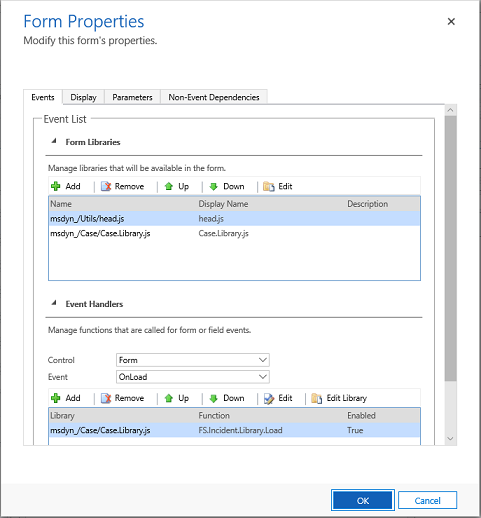 Form Properties
Modify this form's properties.
Events Display Parameters Non-Event Dependencies
Event List
Form Libraries
Manage libraries that will be available in the form.
Add Remove Up Down Edit
Name Display Name Description
msdyn_/Utils/head.js head.js
msdyn_/Case/Case.Library.js Case.Library.js
Event Handlers
Manage functions that are called for form or field events.
Control Form
Event OnLoad
Add Remove Up Down Edit Edit Library
Library Function Enabled
msdyn_/Case/Case.Library.js FS.Incident.Library.Load True
OK Cancel